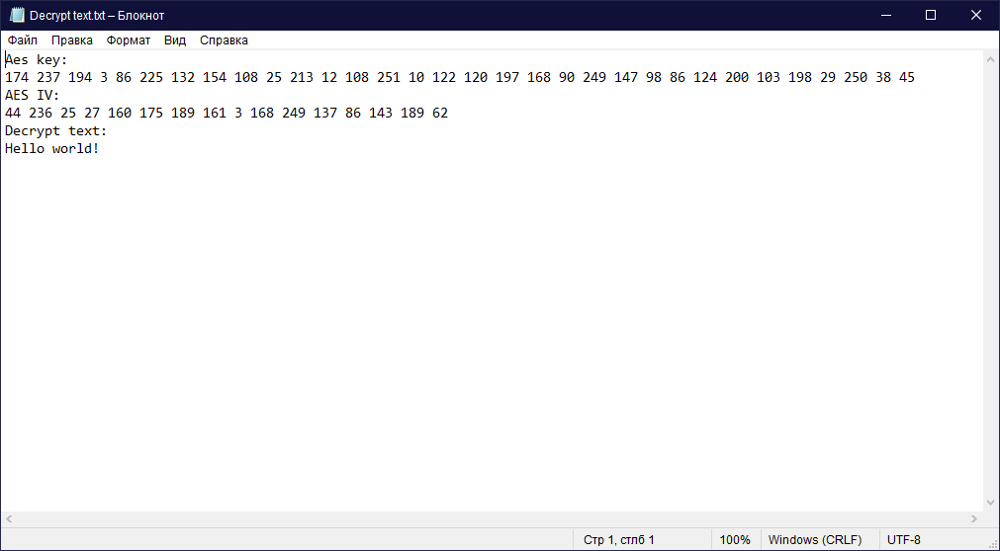 Decrypt text.txt – Блокнот
Файл Правка Формат Вид Справка
Aes key:
174 237 194 3 86 225 132 154 108 25 213 12 108 251 10 122 120 197 168 90 249 147 98 86 124 200 103 198 29 250 38 45
AES IV:
44 236 25 27 160 175 189 161 3 168 249 137 86 143 189 62
Decrypt text:
Hello world!
Стр 1, стлб 1 100% Windows (CRLF) UTF-8